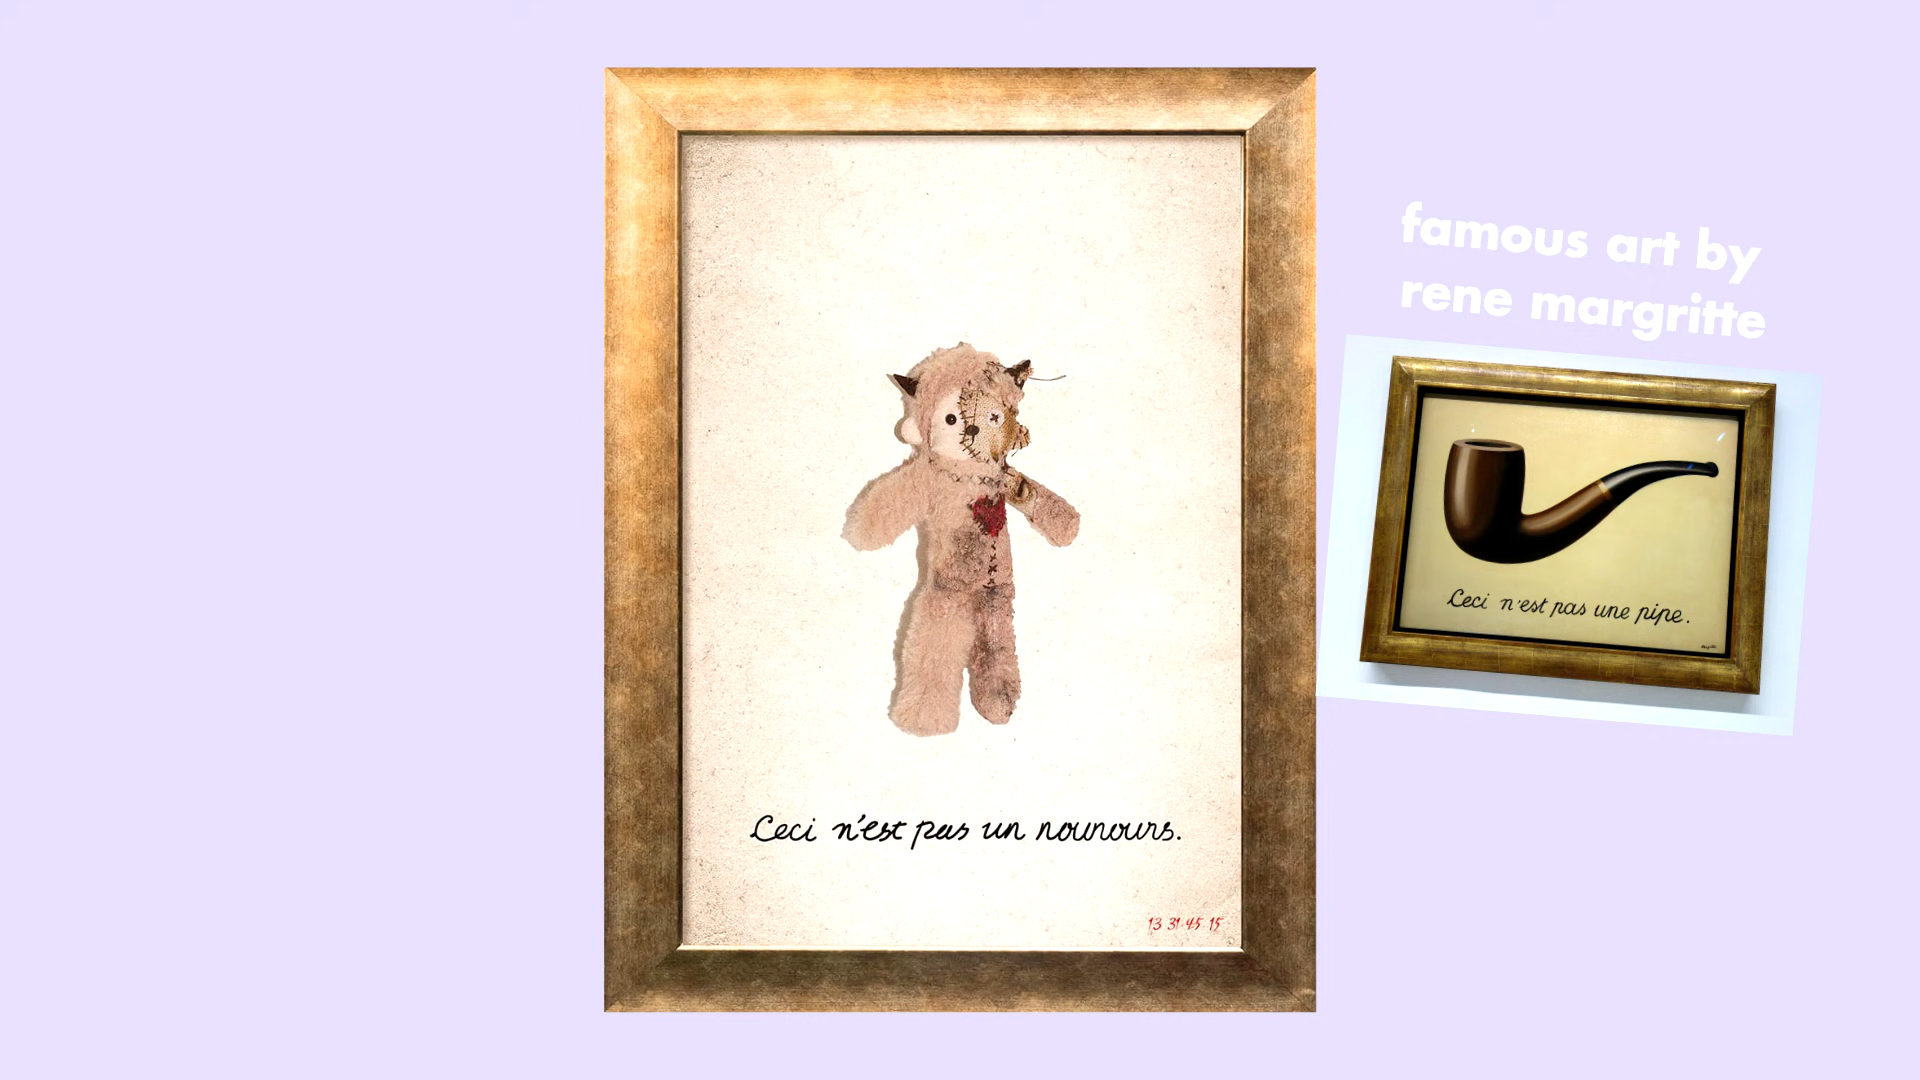 famous art by
rene margritte
Ceci n'est pas une pipe.
Ceci n'est pas un nounours.
13 31 45 15